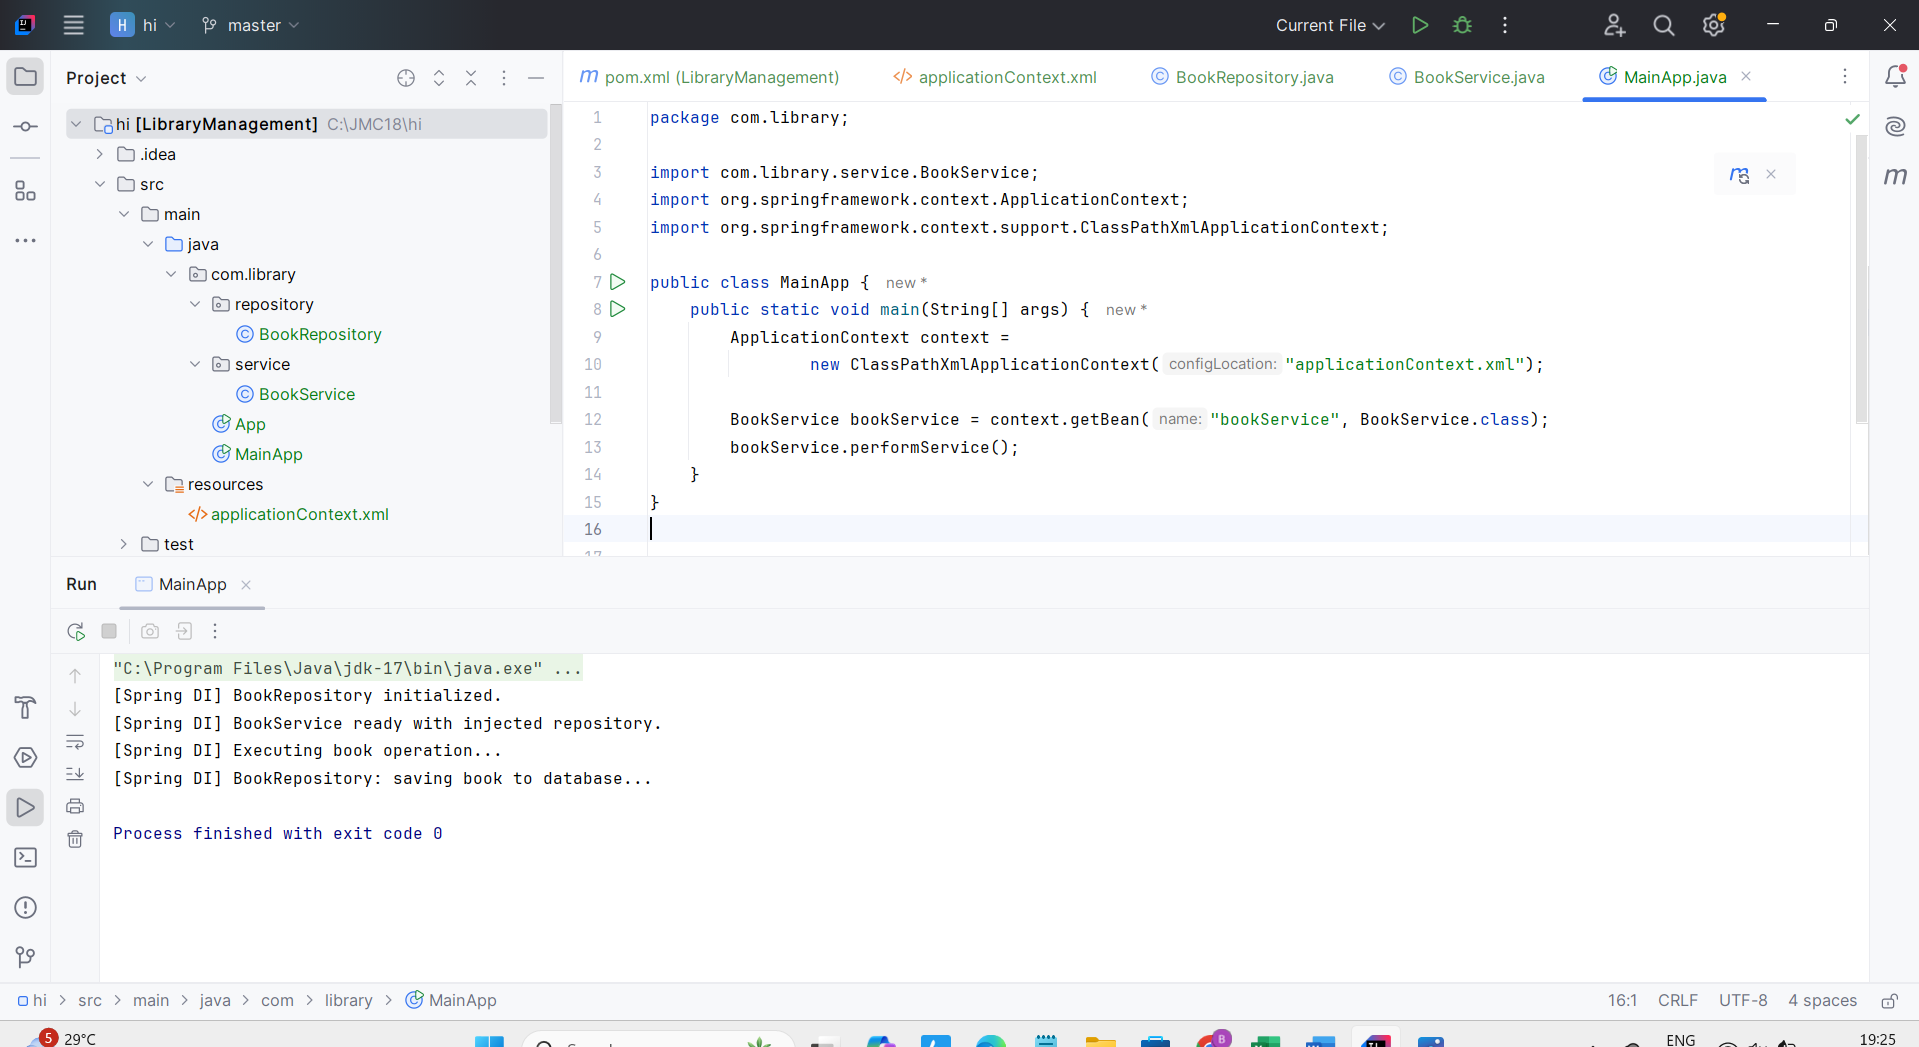 H hi master Current File
Project
pom.xml (LibraryManagement) applicationContext.xml BookRepository.java BookService.java MainApp.java
hi [LibraryManagement] C:\JMC18\hi
.idea
src
main
java
com.library
repository
BookRepository
service
BookService
App
MainApp
resources
applicationContext.xml
test
1 package com.library;
2
3 import com.library.service.BookService;
4 import org.springframework.context.ApplicationContext;
5 import org.springframework.context.support.ClassPathXmlApplicationContext;
6
7 public class MainApp { new *
8 public static void main(String[] args) { new *
9 ApplicationContext context =
10 new ClassPathXmlApplicationContext( configLocation: "applicationContext.xml");
11
12 BookService bookService = context.getBean( name: "bookService", BookService.class);
13 bookService.performService();
14 }
15 }
16
17
Run MainApp
"C:\Program Files\Java\jdk-17\bin\java.exe" ...
[Spring DI] BookRepository initialized.
[Spring DI] BookService ready with injected repository.
[Spring DI] Executing book operation...
[Spring DI] BookRepository: saving book to database...
Process finished with exit code 0
hi > src > main > java > com > library > MainApp 16:1 CRLF UTF-8 4 spaces
5 29°C B ENG 19:25